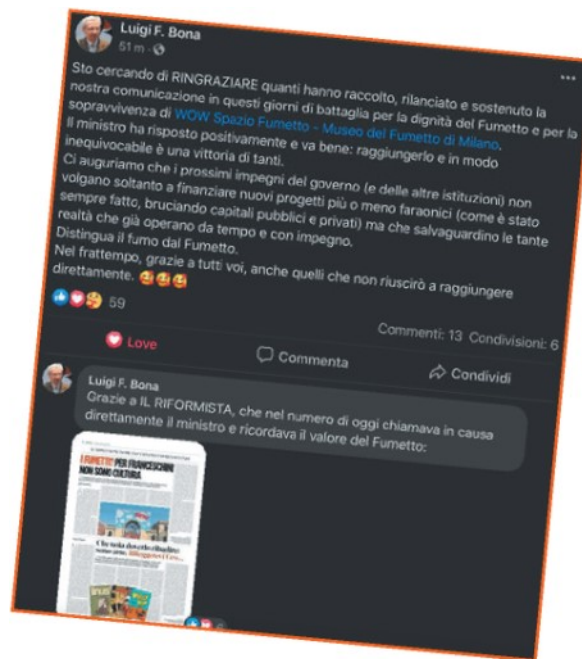 Luigi F. Bona
51 m ·
Sto cercando di RINGRAZIARE quanti hanno raccolto, rilanciato e sostenuto la
nostra comunicazione in questi giorni di battaglia per la dignità del Fumetto e per la
sopravvivenza di WOW Spazio Fumetto - Museo del Fumetto di Milano.
Il ministro ha risposto positivamente e va bene: raggiungerlo e in modo
inequivocabile è una vittoria di tanti.
Ci auguriamo che i prossimi impegni del governo (e delle altre istituzioni) non
volgano soltanto a finanziare nuovi progetti più o meno faraonici (come è stato
sempre fatto, bruciando capitali pubblici e privati) ma che salvaguardino le tante
realtà che già operano da tempo e con impegno.
Distingua il fumo dal Fumetto.
Nel frattempo, grazie a tutti voi, anche quelli che non riuscirò a raggiungere
direttamente. 🥰🥰🥰
59
Commenti: 13 Condivisioni: 6
Love
Commenta
Condividi
Luigi F. Bona
Grazie a IL RIFORMISTA, che nel numero di oggi chiamava in causa
direttamente il ministro e ricordava il valore del Fumetto:
I FUMETTI? PER FRANCESCHINI
NON SONO CULTURA